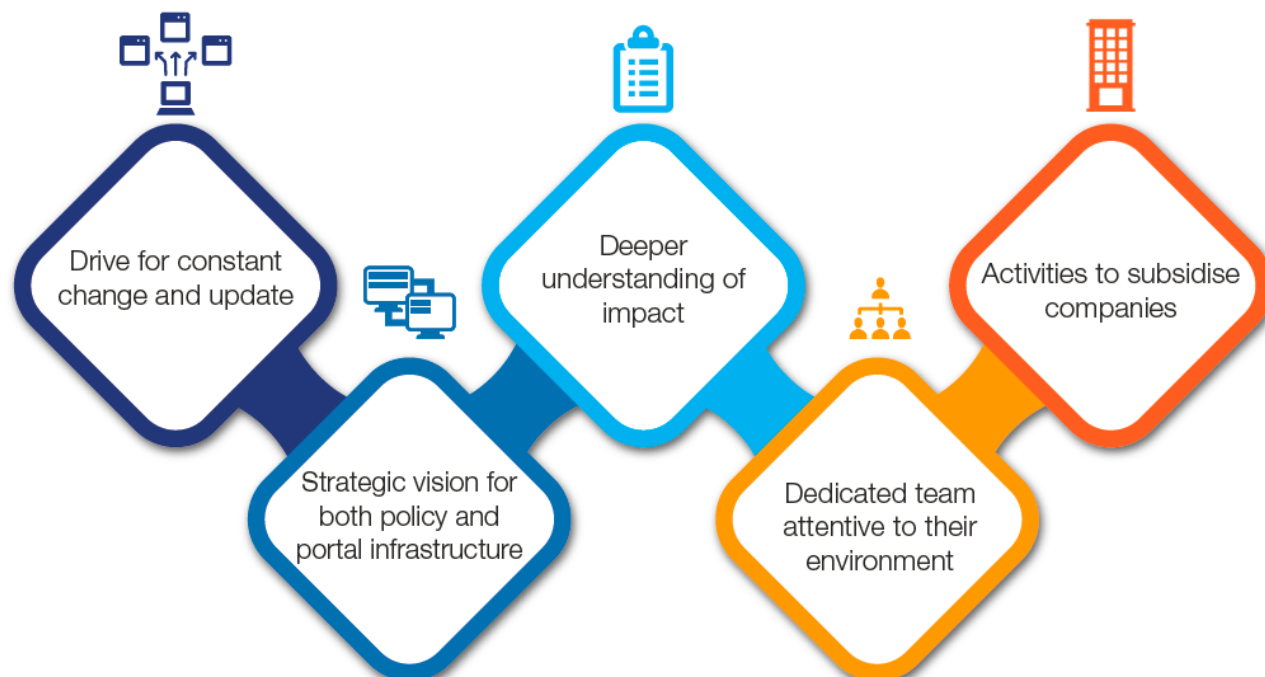 Drive for constant
change and update
Strategic vision for
both policy and
portal infrastructure
Deeper
understanding of
impact
Dedicated team
attentive to their
environment
Activities to subsidise
companies